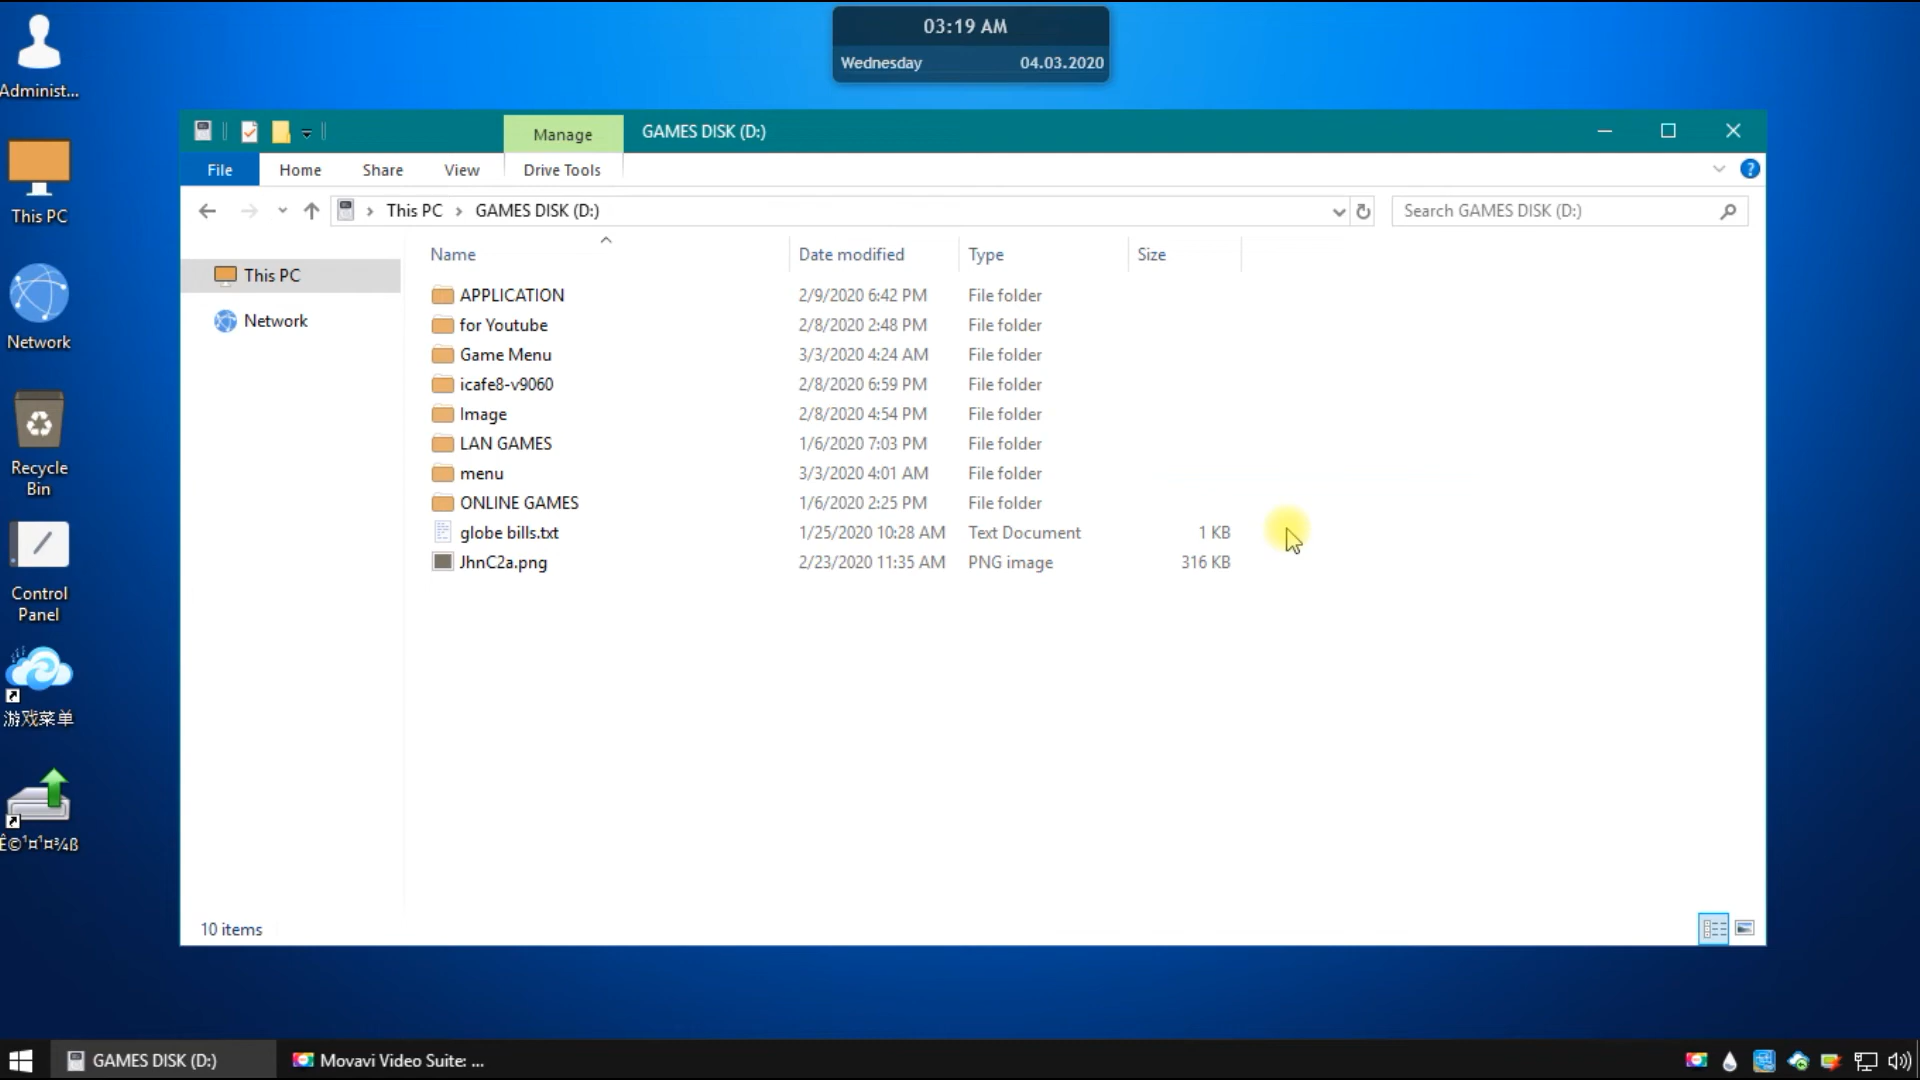 03:19 AM
Wednesday 04.03.2020
Administ...
This PC
Network
Recycle
Bin
Control
Panel
游戏菜单
Ê©¹¤¹¤¾ß
Manage GAMES DISK (D:)
File Home Share View Drive Tools
This PC GAMES DISK (D:) Search GAMES DISK (D:)
This PC
Network
Name Date modified Type Size
APPLICATION 2/9/2020 6:42 PM File folder
for Youtube 2/8/2020 2:48 PM File folder
Game Menu 3/3/2020 4:24 AM File folder
icafe8-v9060 2/8/2020 6:59 PM File folder
Image 2/8/2020 4:54 PM File folder
LAN GAMES 1/6/2020 7:03 PM File folder
menu 3/3/2020 4:01 AM File folder
ONLINE GAMES 1/6/2020 2:25 PM File folder
globe bills.txt 1/25/2020 10:28 AM Text Document 1 KB
JhnC2a.png 2/23/2020 11:35 AM PNG image 316 KB
10 items
GAMES DISK (D:) Movavi Video Suite: ...